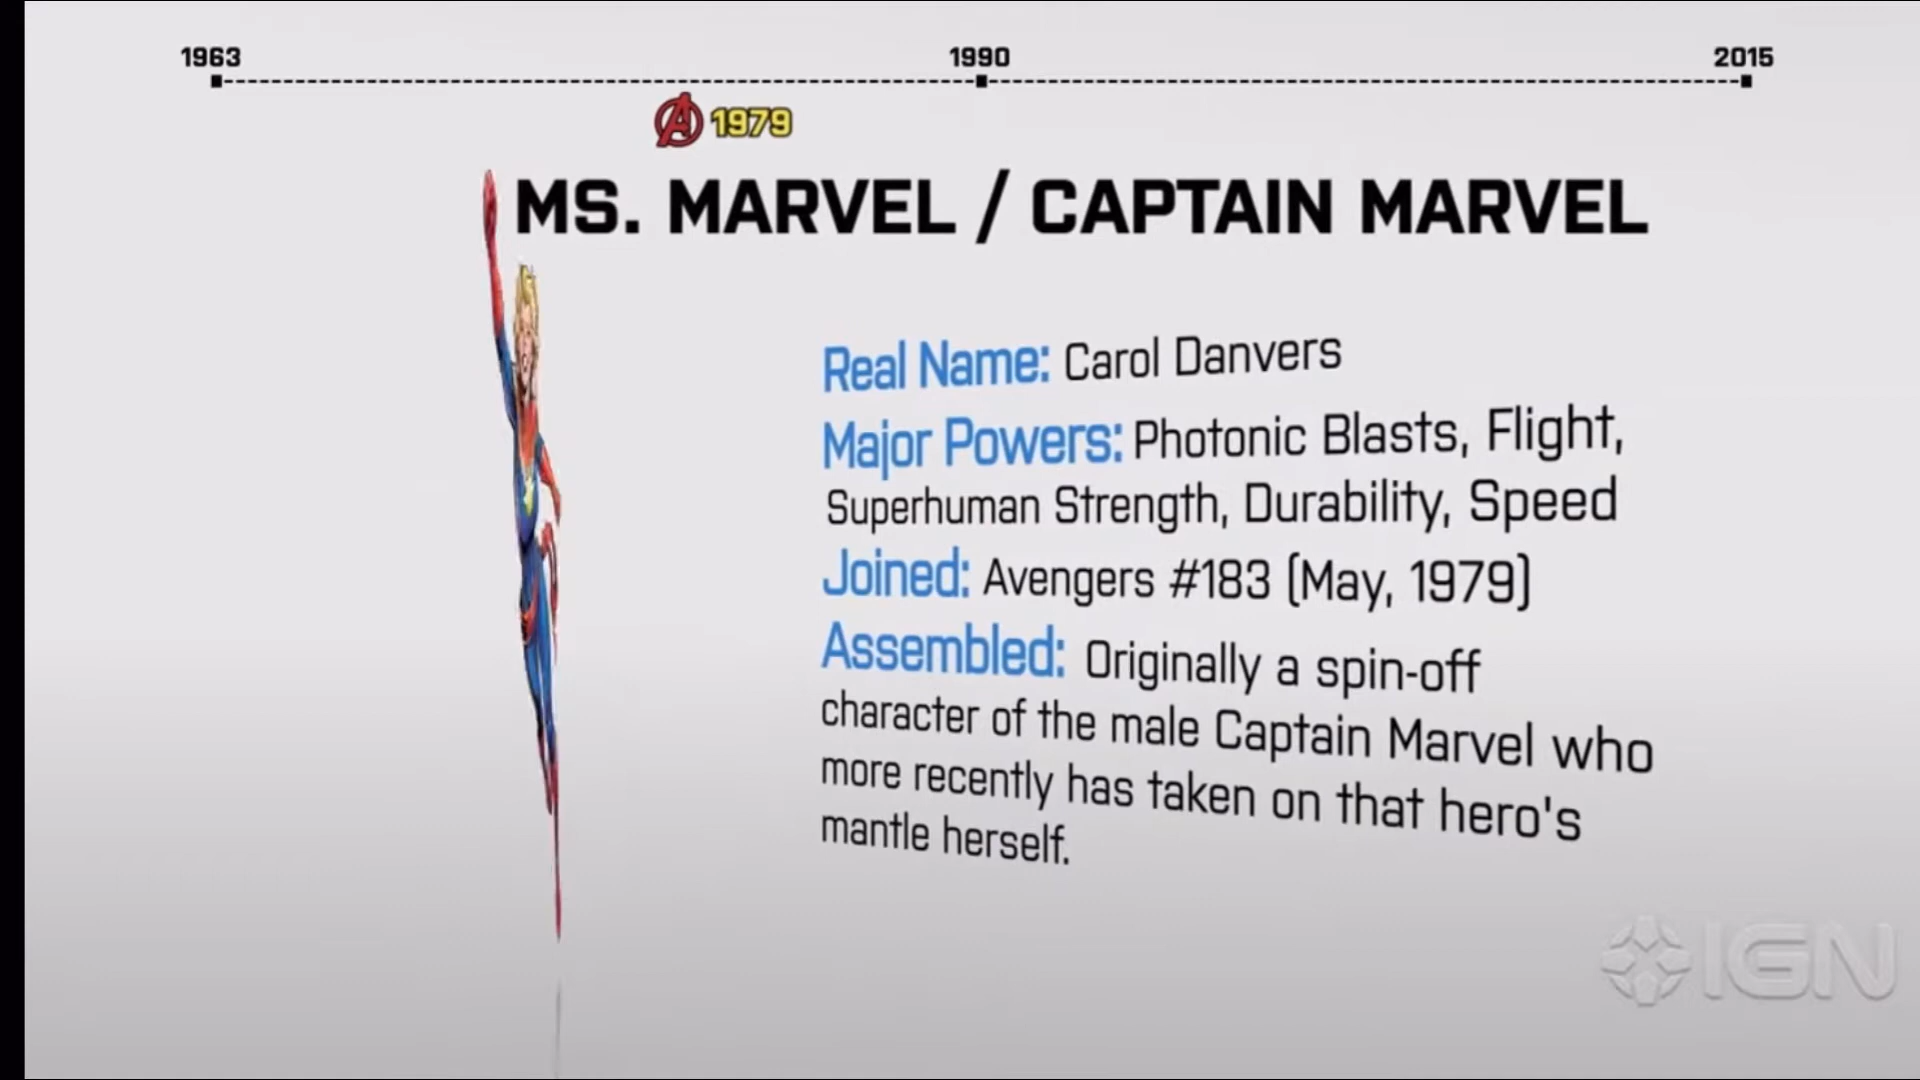 1963 1990 2015
1979
MS. MARVEL / CAPTAIN MARVEL
Real Name: Carol Danvers
Major Powers: Photonic Blasts, Flight,
Superhuman Strength, Durability, Speed
Joined: Avengers #183 (May, 1979)
Assembled: Originally a spin-off
character of the male Captain Marvel who
more recently has taken on that hero's
mantle herself.
IGN